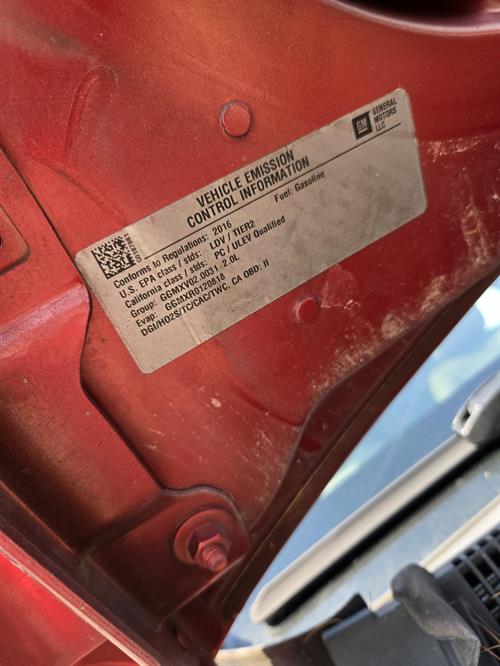 VEHICLE EMISSION
CONTROL INFORMATION
GM
GENERAL
MOTORS
LLC
Conforms to Regulations: 2016
Fuel: Gasoline
U.S. EPA class / stds: LDV / TIER2
California class / stds: PC / ULEV Qualified
Group: GGMXV02.0031 2.0L
Evap: GGMXR0120818
DGI/HO2S/TC/CAC/TWC, CA OBD: II